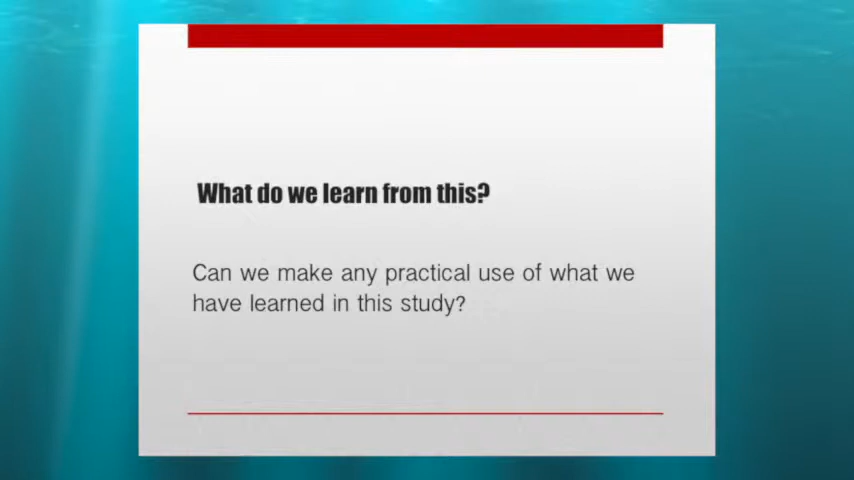 What do we learn from this?
Can we make any practical use of what we
have learned in this study?